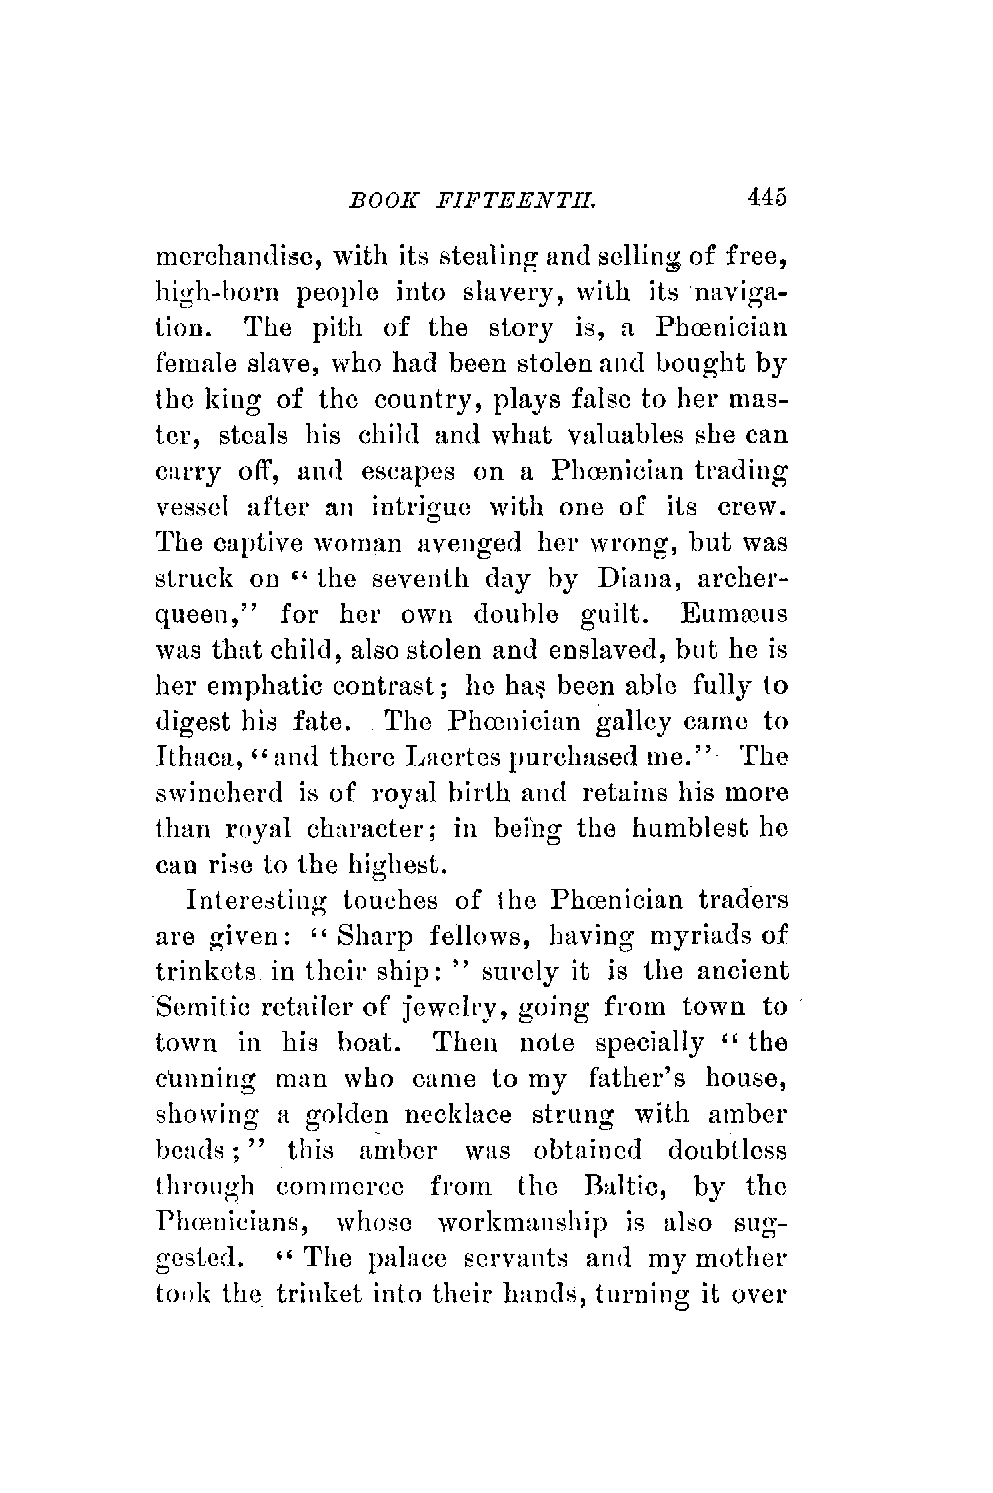 BOOK FIFTEENTH. 445
merchandise, with its stealing and selling of free,
high-born people into slavery, with its naviga-
tion. The pith of the story is, a Phœnician
female slave, who had been stolen and bought by
the king of the country, plays false to her mas-
ter, steals his child and what valuables she can
carry off, and escapes on a Phœnician trading
vessel after an intrigue with one of its crew.
The captive woman avenged her wrong, but was
struck on “ the seventh day by Diana, archer-
queen,” for her own double guilt. Eumæus
was that child, also stolen and enslaved, but he is
her emphatic contrast; he has been able fully to
digest his fate. The Phœnician galley came to
Ithaca, “and there Laertes purchased me.” The
swineherd is of royal birth and retains his more
than royal character; in being the humblest he
can rise to the highest.
Interesting touches of the Phœnician traders
are given: “ Sharp fellows, having myriads of
trinkets in their ship: ” surely it is the ancient
Semitic retailer of jewelry, going from town to
town in his boat. Then note specially “ the
cunning man who came to my father’s house,
showing a golden necklace strung with amber
beads ; ” this amber was obtained doubtless
through commerce from the Baltic, by the
Phœnicians, whose workmanship is also sug-
gested. “ The palace servants and my mother
took the trinket into their hands, turning it over